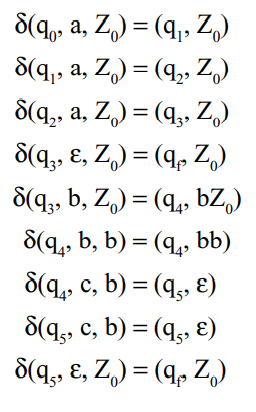 δ(q₀, a, Z₀) = (q₁, Z₀)
δ(q₁, a, Z₀) = (q₂, Z₀)
δ(q₂, a, Z₀) = (q₃, Z₀)
δ(q₃, ε, Z₀) = (q_f, Z₀)
δ(q₃, b, Z₀) = (q₄, bZ₀)
δ(q₄, b, b) = (q₄, bb)
δ(q₄, c, b) = (q₅, ε)
δ(q₅, c, b) = (q₅, ε)
δ(q₅, ε, Z₀) = (q_f, Z₀)